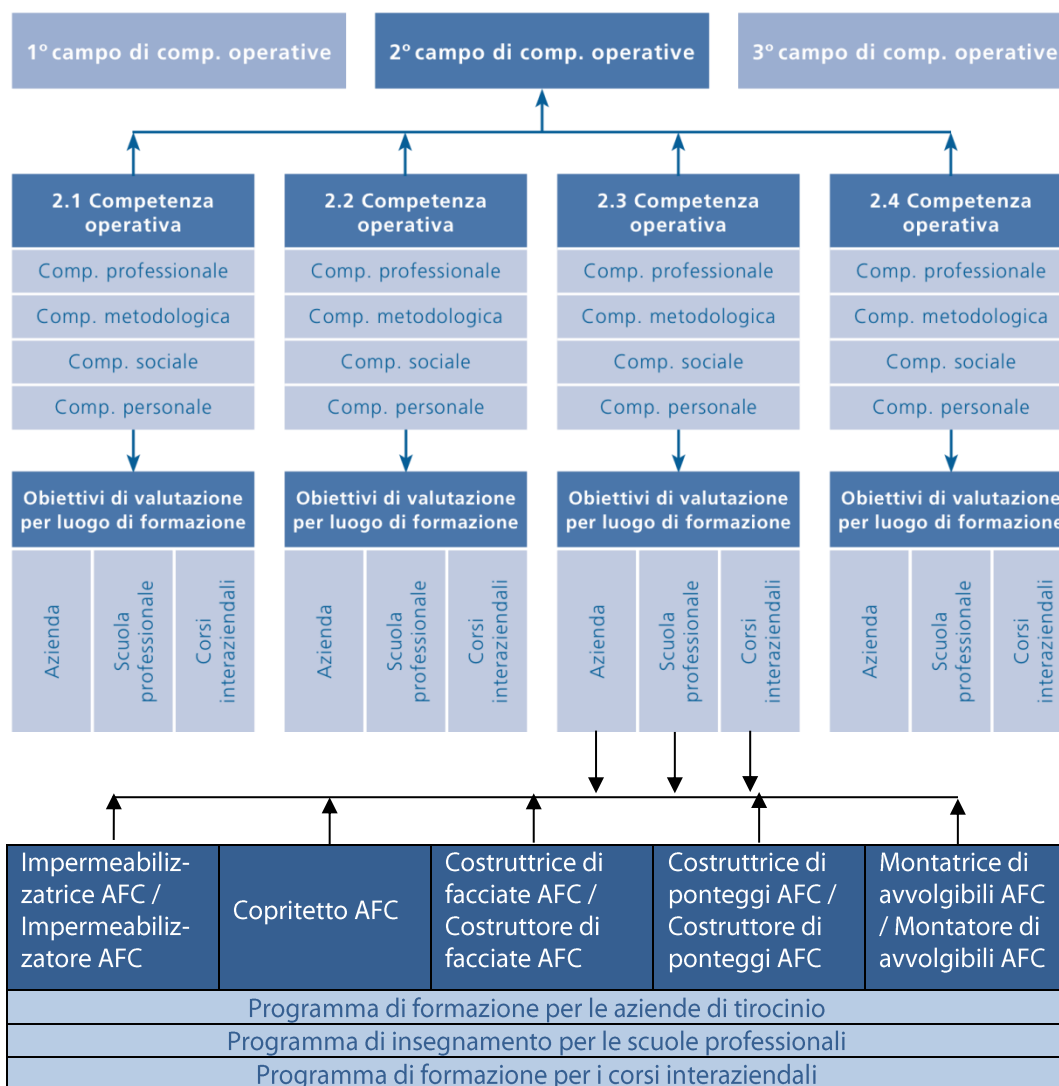 1º campo di comp. operative
2º campo di comp. operative
3º campo di comp. operative
2.1 Competenza
operativa
Comp. professionale
Comp. metodologica
Comp. sociale
Comp. personale
Obiettivi di valutazione
per luogo di formazione
Azienda
Scuola
professionale
Corsi
interaziendali
2.2 Competenza
operativa
Comp. professionale
Comp. metodologica
Comp. sociale
Comp. personale
Obiettivi di valutazione
per luogo di formazione
Azienda
Scuola
professionale
Corsi
interaziendali
2.3 Competenza
operativa
Comp. professionale
Comp. metodologica
Comp. sociale
Comp. personale
Obiettivi di valutazione
per luogo di formazione
Azienda
Scuola
professionale
Corsi
interaziendali
2.4 Competenza
operativa
Comp. professionale
Comp. metodologica
Comp. sociale
Comp. personale
Obiettivi di valutazione
per luogo di formazione
Azienda
Scuola
professionale
Corsi
interaziendali
Impermeabiliz-
zatrice AFC /
Impermeabiliz-
zatore AFC
Copritetto AFC
Costruttrice di
facciate AFC /
Costruttore di
facciate AFC
Costruttrice di
ponteggi AFC /
Costruttore di
ponteggi AFC
Montatrice di
avvolgibili AFC
/ Montatore di
avvolgibili AFC
Programma di formazione per le aziende di tirocinio
Programma di insegnamento per le scuole professionali
Programma di formazione per i corsi interaziendali